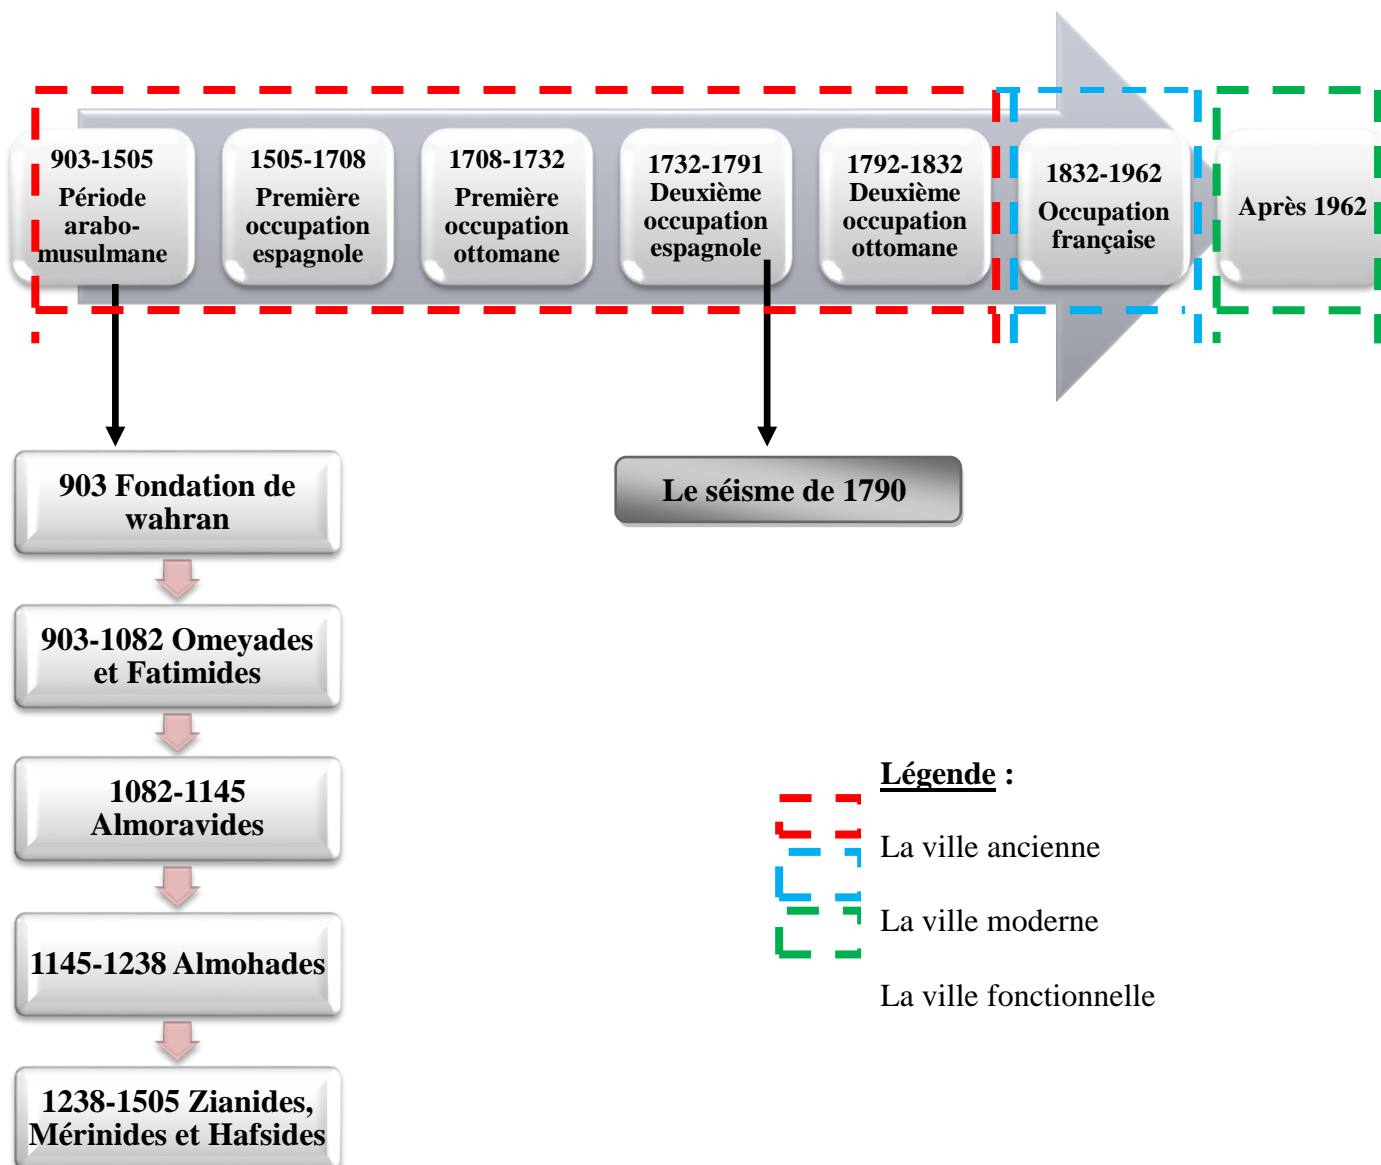 903-1505
Période
arabo-
musulmane
1505-1708
Première
occupation
espagnole
1708-1732
Première
occupation
ottomane
1732-1791
Deuxième
occupation
espagnole
1792-1832
Deuxième
occupation
ottomane
1832-1962
Occupation
française
Après 1962
903 Fondation de
wahran
903-1082 Omeyades
et Fatimides
1082-1145
Almoravides
1145-1238 Almohades
1238-1505 Zianides,
Mérinides et Hafsides
Le séisme de 1790
Légende :
La ville ancienne
La ville moderne
La ville fonctionnelle